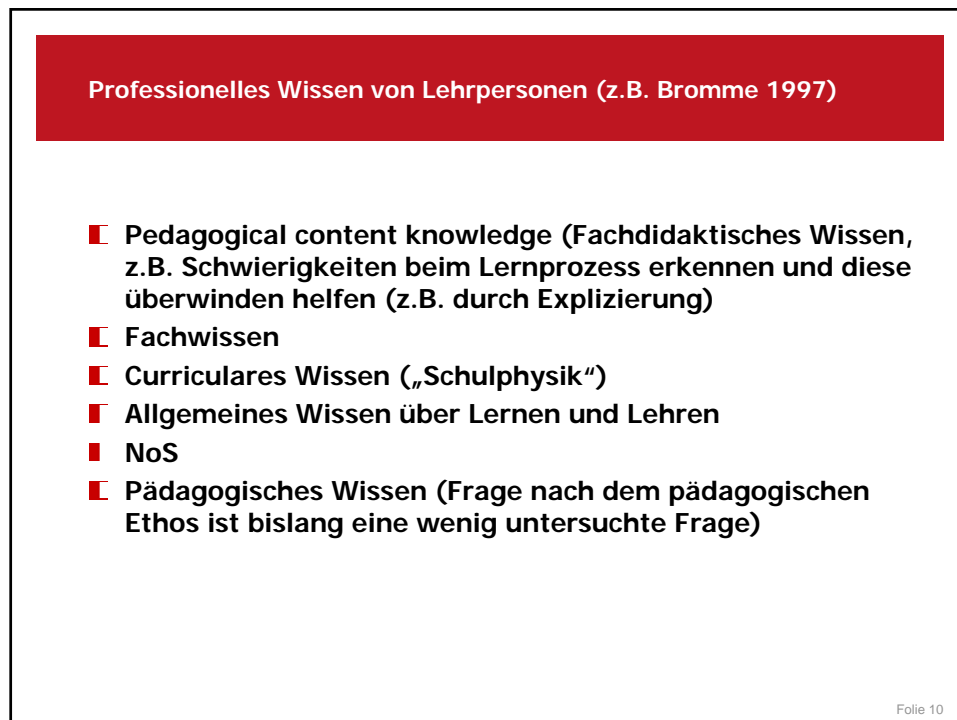 Professionelles Wissen von Lehrpersonen (z.B. Bromme 1997)
Pedagogical content knowledge (Fachdidaktisches Wissen,
z.B. Schwierigkeiten beim Lernprozess erkennen und diese
überwinden helfen (z.B. durch Explizierung)
Fachwissen
Curriculares Wissen („Schulphysik“)
Allgemeines Wissen über Lernen und Lehren
NoS
Pädagogisches Wissen (Frage nach dem pädagogischen
Ethos ist bislang eine wenig untersuchte Frage)
Folie 10